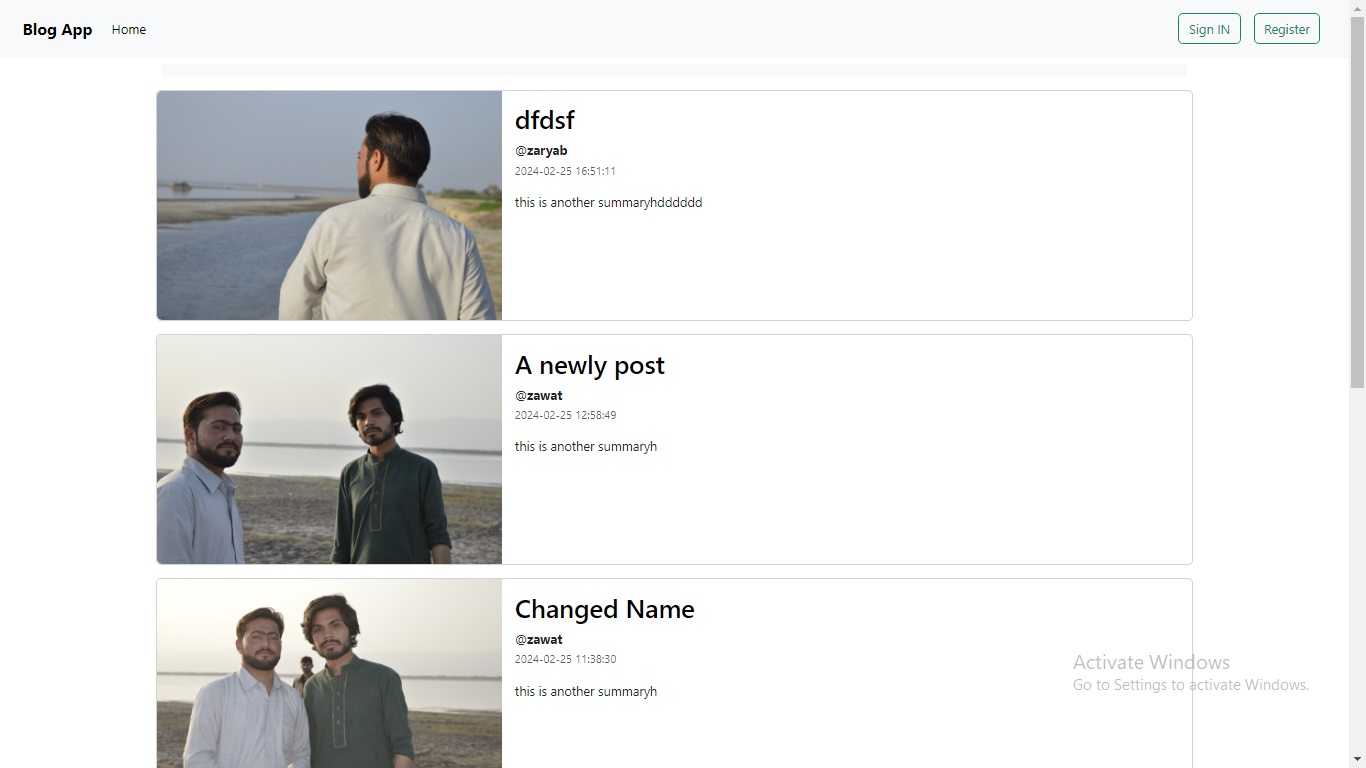 Blog App
Home
Sign IN
Register
dfdsf
@zaryab
2024-02-25 16:51:11
this is another summaryhdddddd
A newly post
@zawat
2024-02-25 12:58:49
this is another summaryh
Changed Name
@zawat
2024-02-25 11:38:30
this is another summaryh
Activate Windows
Go to Settings to activate Windows.